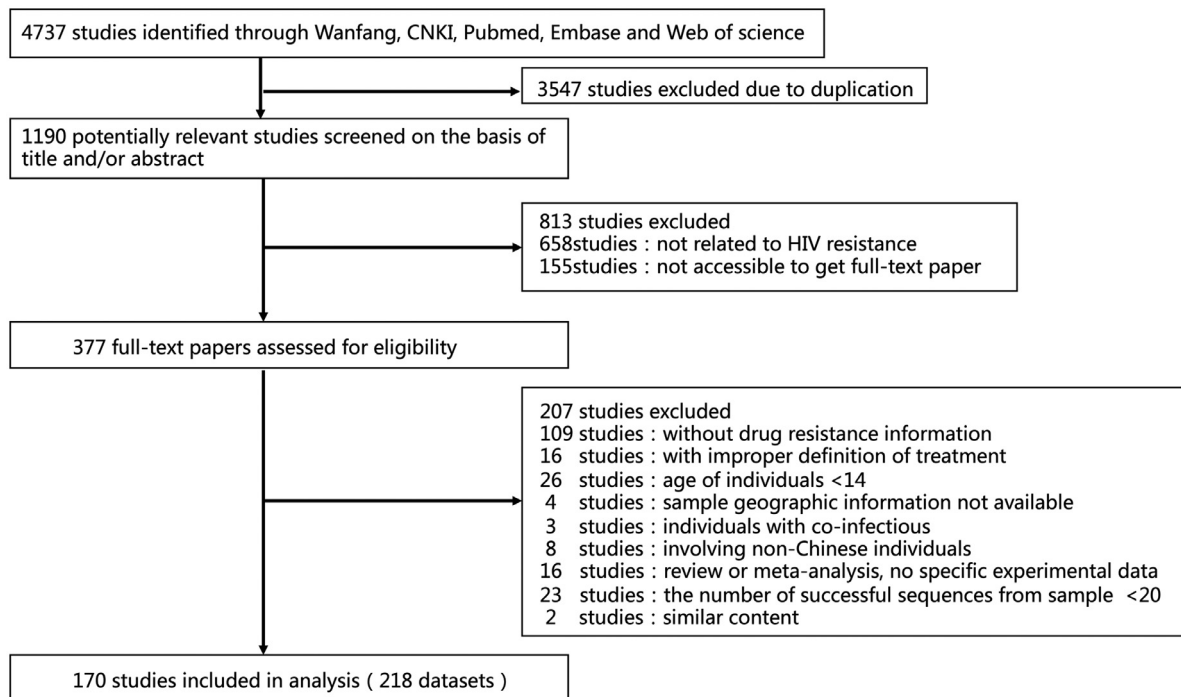 4737 studies identified through Wanfang, CNKI, Pubmed, Embase and Web of science
3547 studies excluded due to duplication
1190 potentially relevant studies screened on the basis of
title and/or abstract
813 studies excluded
658studies : not related to HIV resistance
155studies : not accessible to get full-text paper
377 full-text papers assessed for eligibility
207 studies excluded
109 studies : without drug resistance information
16 studies : with improper definition of treatment
26 studies : age of individuals <14
4 studies : sample geographic information not available
3 studies : individuals with co-infectious
8 studies : involving non-Chinese individuals
16 studies : review or meta-analysis, no specific experimental data
23 studies : the number of successful sequences from sample <20
2 studies : similar content
170 studies included in analysis ( 218 datasets )